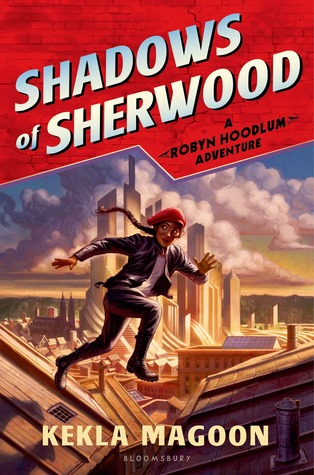 SHADOWS
of SHERWOOD
A
ROBYN HOODLUM
ADVENTURE
KEKLA MAGOON
BLOOMSBURY